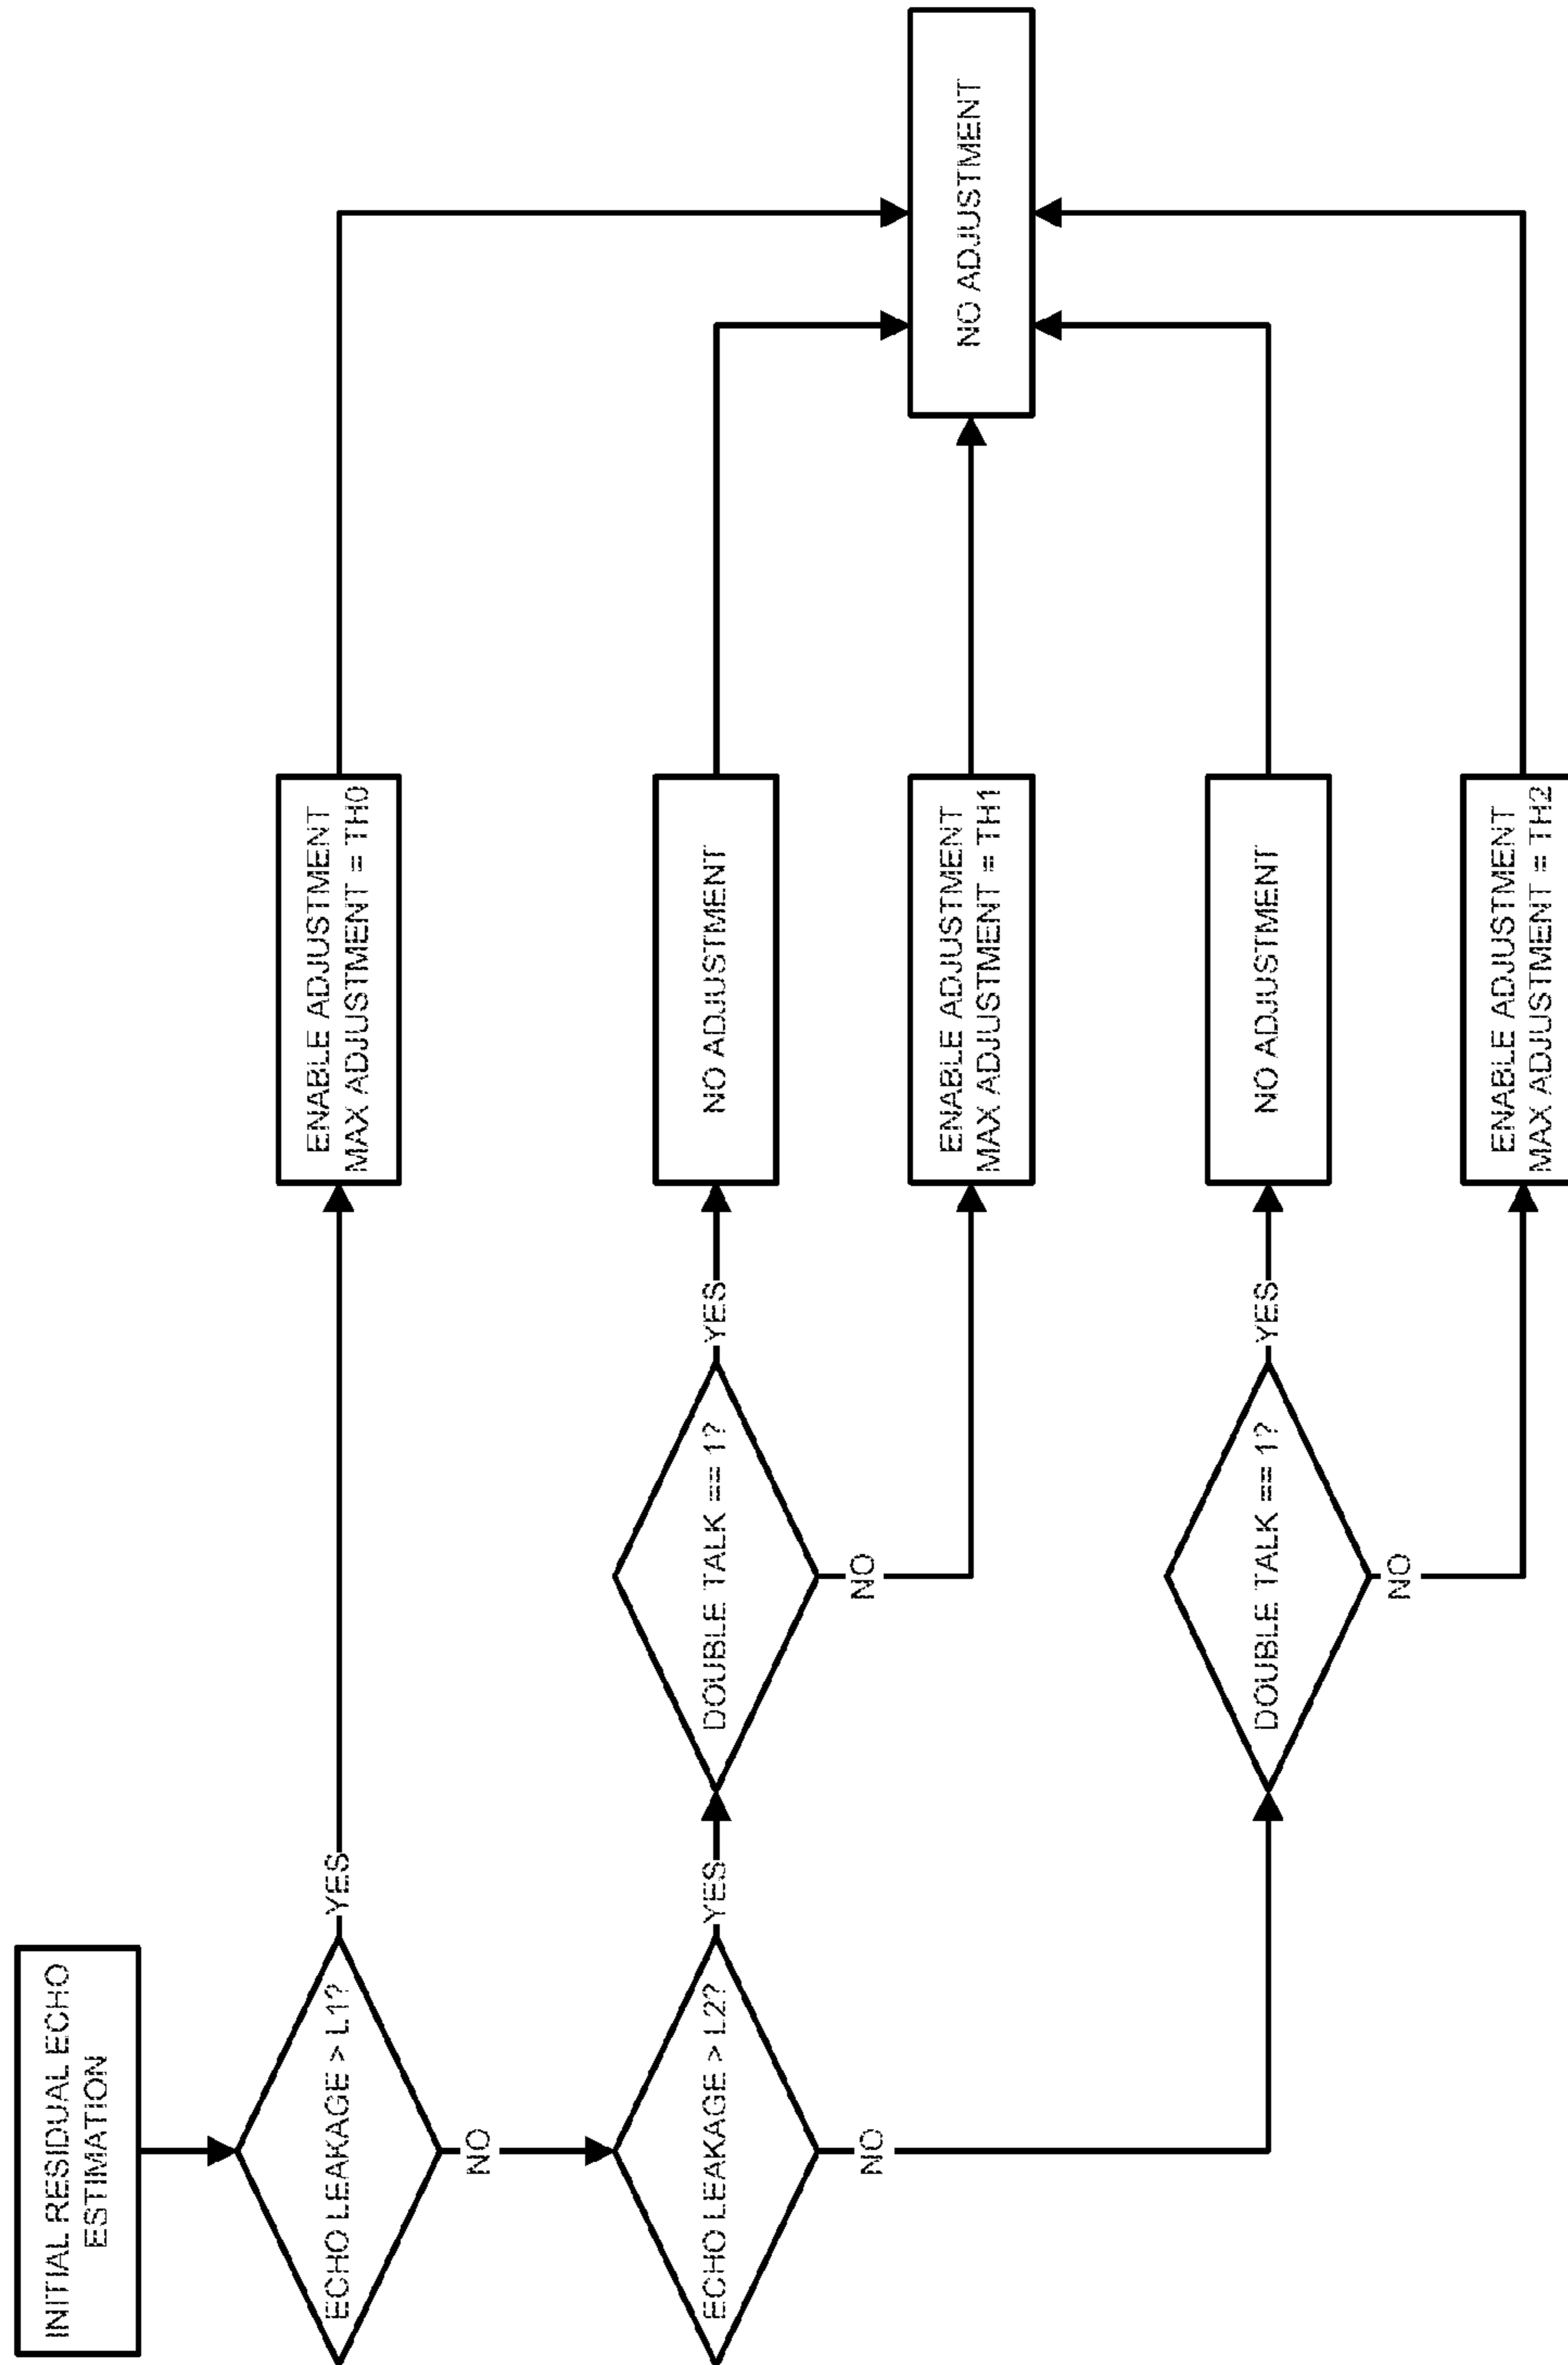 INITIAL RESIDUAL ECHO
ESTIMATION
ECHO LEAKAGE > L1?
YES
ENABLE ADJUSTMENT
MAX ADJUSTMENT = TH0
NO
ECHO LEAKAGE > L2?
YES
DOUBLE TALK == 1?
YES
NO ADJUSTMENT
NO
ENABLE ADJUSTMENT
MAX ADJUSTMENT = TH1
NO ADJUSTMENT
NO
DOUBLE TALK == 1?
YES
NO ADJUSTMENT
NO
ENABLE ADJUSTMENT
MAX ADJUSTMENT = TH2